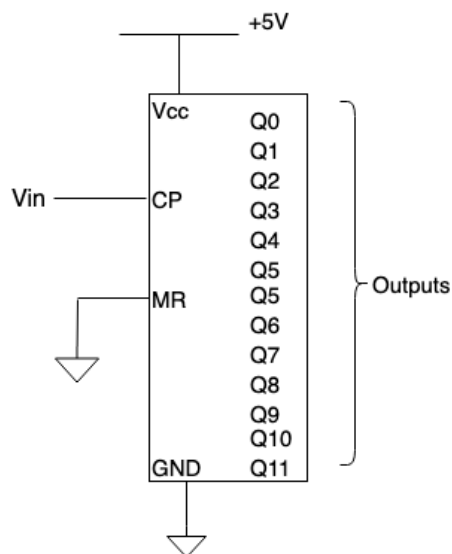 +5V
Vcc
Q0
Q1
Q2
Vin
CP
Q3
Q4
Q5
Q5
Outputs
MR
Q6
Q7
Q8
Q9
Q10
GND
Q11